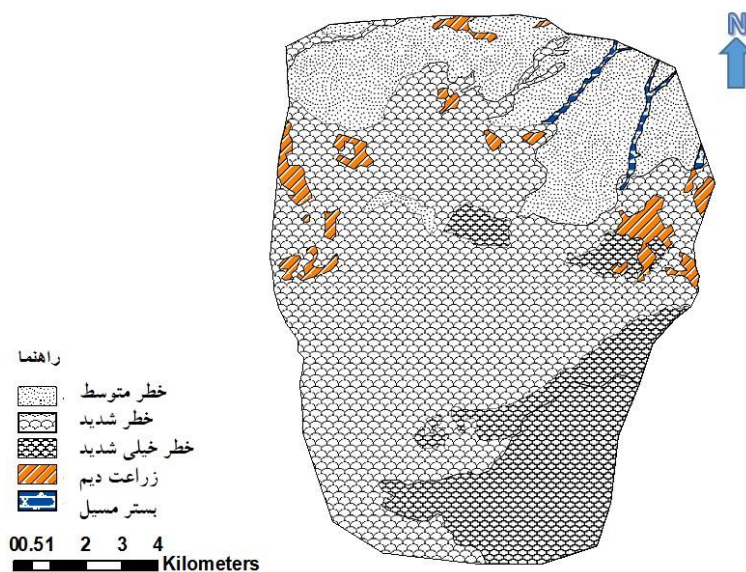 N
راهنما
خطر متوسط
خطر شدید
خطر خیلی شدید
زراعت دیم
بستر مسیل
00.51 2 3 4
Kilometers